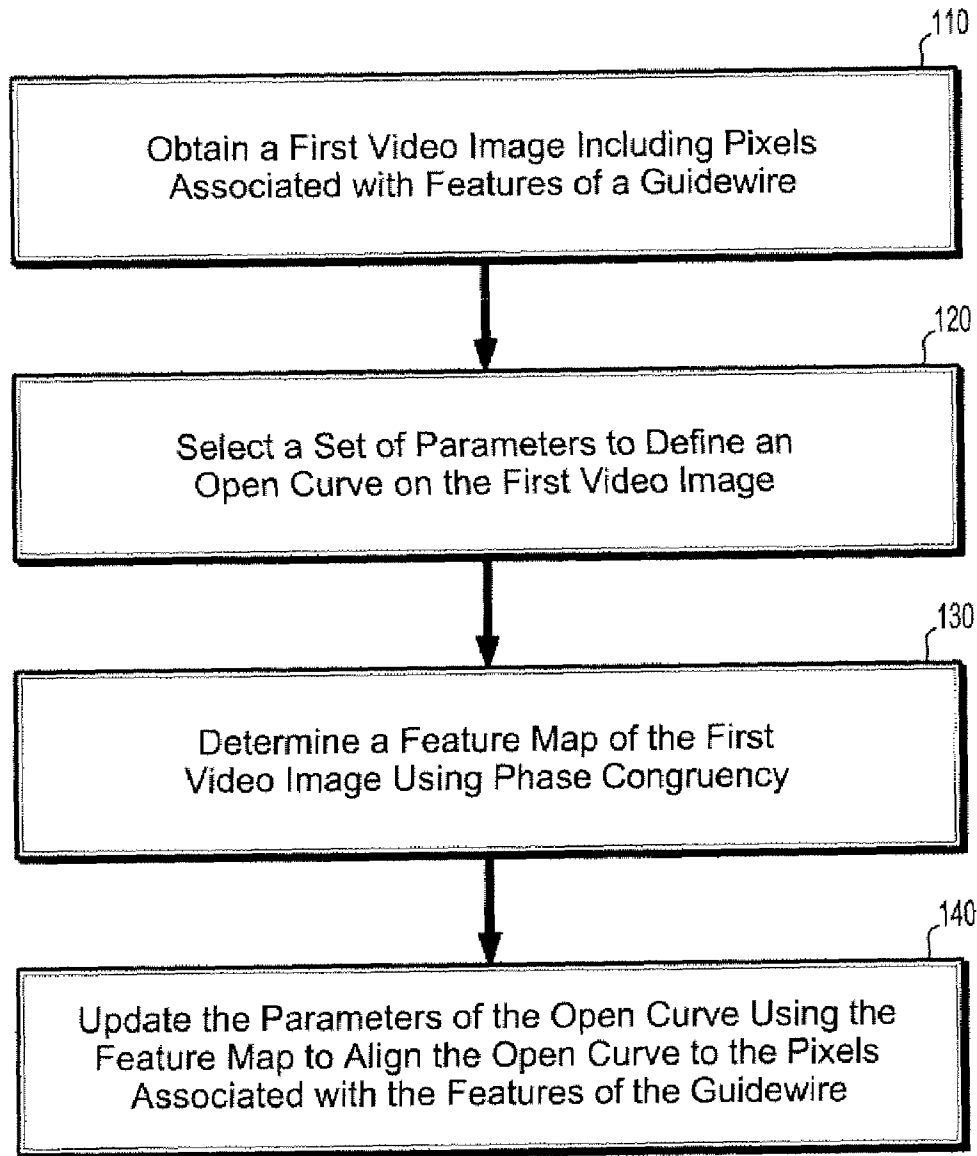 110
Obtain a First Video Image Including Pixels
Associated with Features of a Guidewire
120
Select a Set of Parameters to Define an
Open Curve on the First Video Image
130
Determine a Feature Map of the First
Video Image Using Phase Congruency
140
Update the Parameters of the Open Curve Using the
Feature Map to Align the Open Curve to the Pixels
Associated with the Features of the Guidewire